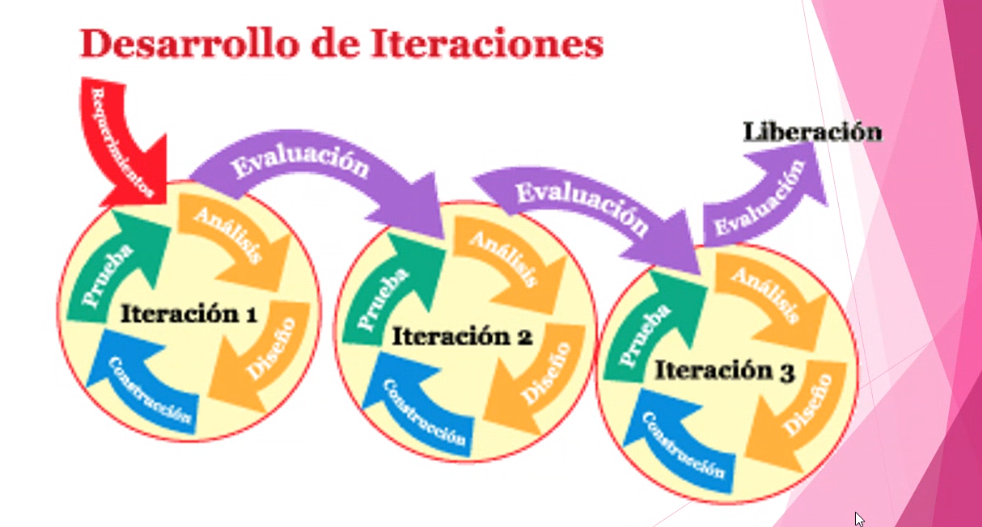 Desarrollo de Iteraciones
Requerimientos
Evaluación
Análisis
Diseño
Construcción
Prueba
Iteración 1
Evaluación
Análisis
Diseño
Construcción
Prueba
Iteración 2
Evaluación
Liberación
Análisis
Diseño
Construcción
Prueba
Iteración 3